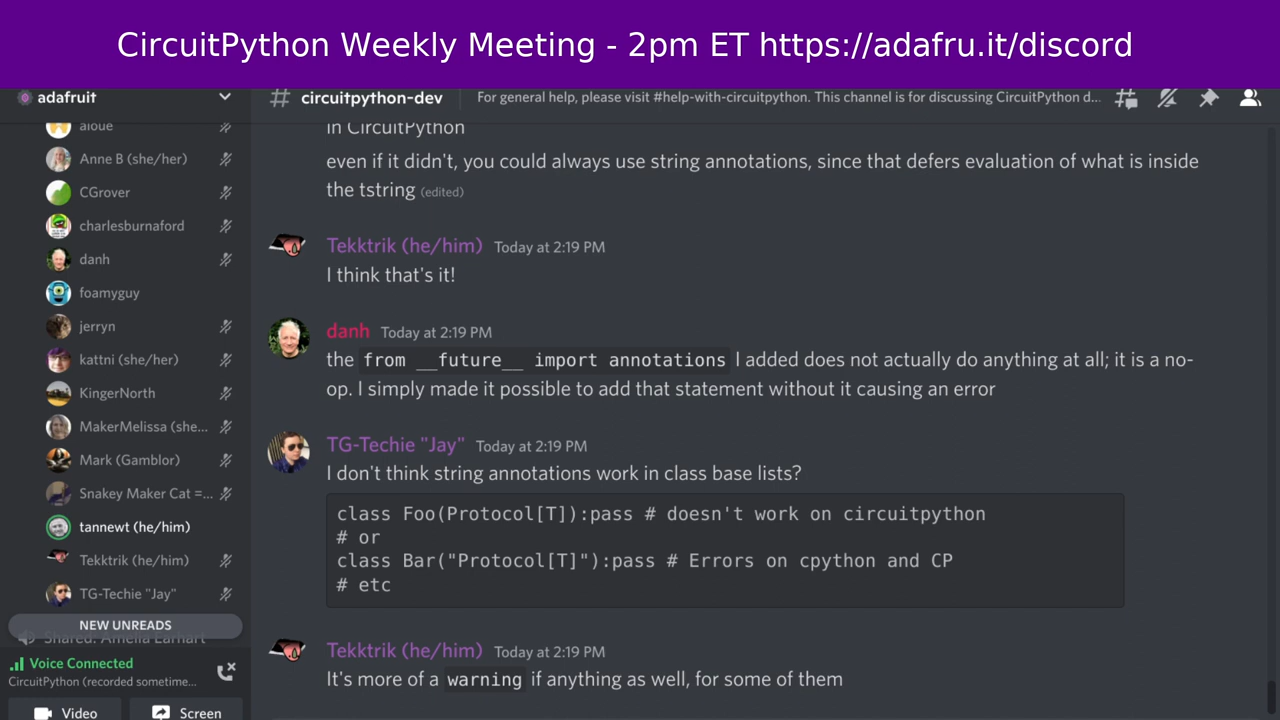 CircuitPython Weekly Meeting - 2pm ET https://adafru.it/discord
adafruit
aloue
Anne B (she/her)
CGrover
charlesburnaford
danh
foamyguy
jerryn
kattni (she/her)
KingerNorth
MakerMelissa (she...
Mark (Gamblor)
Snakey Maker Cat =...
tannewt (he/him)
Tekktrik (he/him)
TG-Techie "Jay"
NEW UNREADS
Shared: Amelia Earhart
Voice Connected
CircuitPython (recorded sometime...
Video
Screen
# circuitpython-dev
For general help, please visit #help-with-circuitpython. This channel is for discussing CircuitPython d...
in CircuitPython
even if it didn't, you could always use string annotations, since that defers evaluation of what is inside
the tstring (edited)
Tekktrik (he/him) Today at 2:19 PM
I think that's it!
danh Today at 2:19 PM
the from __future__ import annotations I added does not actually do anything at all; it is a no-
op. I simply made it possible to add that statement without it causing an error
TG-Techie "Jay" Today at 2:19 PM
I don't think string annotations work in class base lists?
class Foo(Protocol[T]):pass # doesn't work on circuitpython
# or
class Bar("Protocol[T]"):pass # Errors on cpython and CP
# etc
Tekktrik (he/him) Today at 2:19 PM
It's more of a warning if anything as well, for some of them